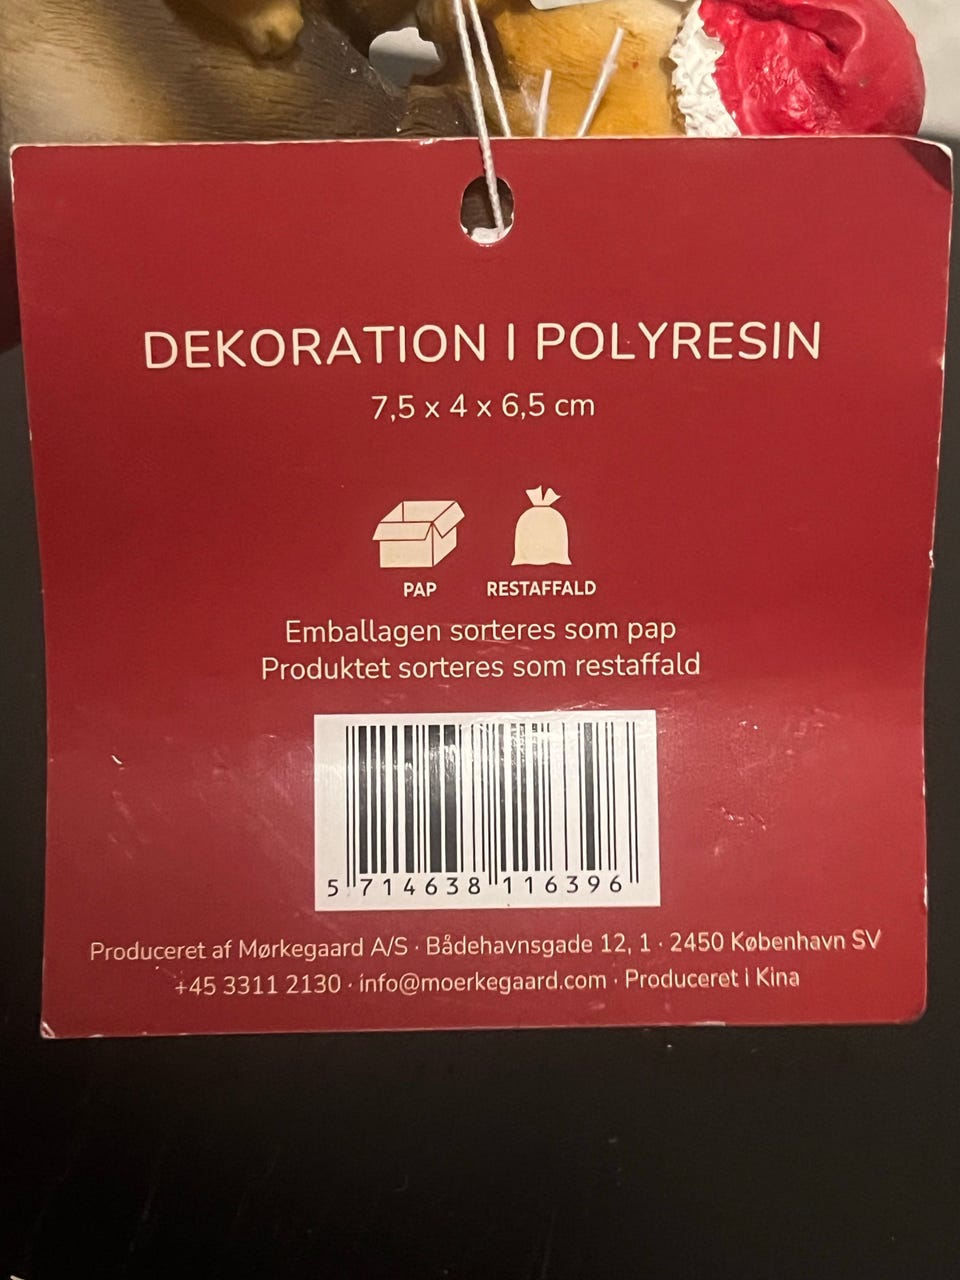 DEKORATION I POLYRESIN
7,5 x 4 x 6,5 cm
PAP RESTAFFALD
Emballagen sorteres som pap
Produktet sorteres som restaffald
5 714638 116396
Produceret af Mørkegaard A/S · Bådehavnsgade 12, 1 · 2450 København SV
+45 3311 2130 · info@moerkegaard.com · Produceret i Kina